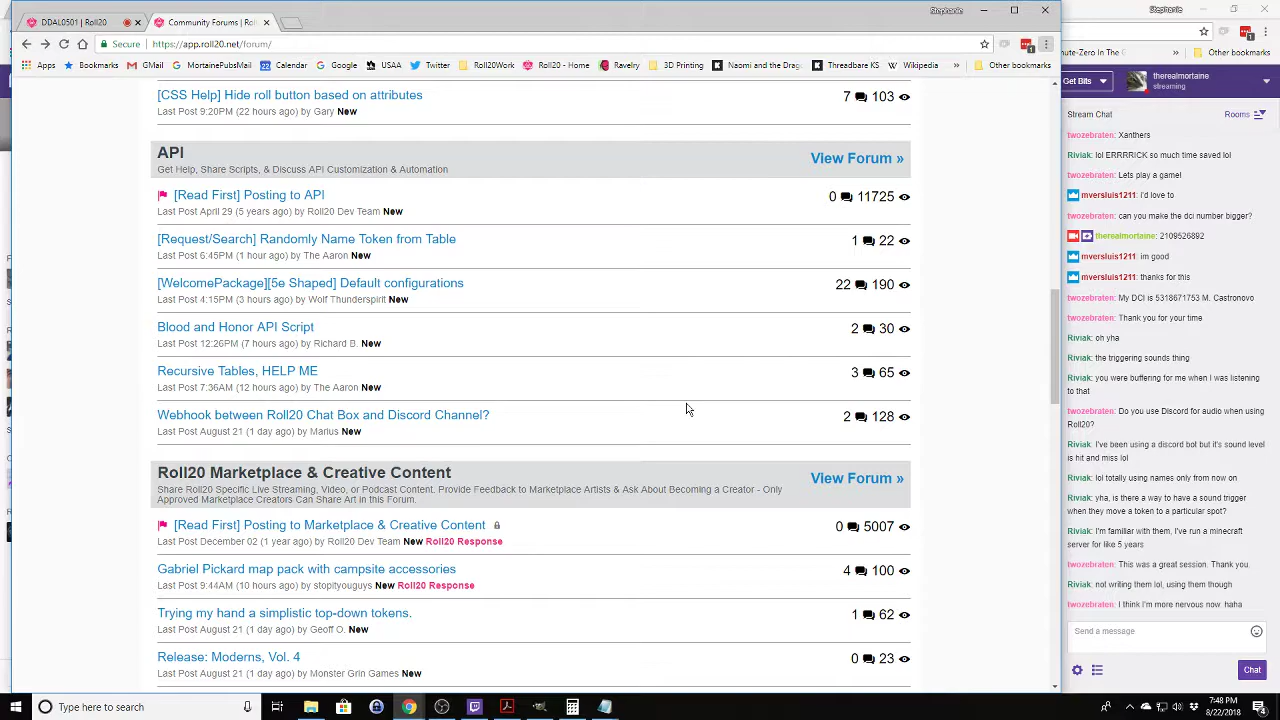 DDAL0501 | Roll20
Community Forums | Rol
Stephanie
Stephanie
Secure https://app.roll20.net/forum/
ute-Zero In The
Apps Bookmarks GMail MortainePubsMail Calendar Google USAA Twitter Roll20Work Roll20 - Home Ravelry 3D Printing Naomi and the Drag Threadbare KS Wikipedia » Other bookmarks
» Other bookmarks
[CSS Help] Hide roll button based on attributes
7 103
Last Post 9:20PM (22 hours ago) by Gary New
API
Get Help, Share Scripts, & Discuss API Customization & Automation
View Forum »
[Read First] Posting to API
0 11725
Last Post April 29 (5 years ago) by Roll20 Dev Team New
[Request/Search] Randomly Name Token from Table
1 22
Last Post 6:45PM (1 hour ago) by The Aaron New
[WelcomePackage][5e Shaped] Default configurations
22 190
Last Post 4:15PM (3 hours ago) by Wolf Thunderspirit New
Blood and Honor API Script
2 30
Last Post 12:26PM (7 hours ago) by Richard B. New
Recursive Tables, HELP ME
3 65
Last Post 7:36AM (12 hours ago) by The Aaron New
Webhook between Roll20 Chat Box and Discord Channel?
2 128
Last Post August 21 (1 day ago) by Marius New
Roll20 Marketplace & Creative Content
Share Roll20 Specific Live Streaming, Video, or Podcast Content. Provide Feedback to Marketplace Artists & Ask About Becoming a Creator - Only
Approved Marketplace Creators Can Share Art in this Forum.
View Forum »
[Read First] Posting to Marketplace & Creative Content
0 5007
Last Post December 02 (1 year ago) by Roll20 Dev Team New Roll20 Response
Gabriel Pickard map pack with campsite accessories
4 100
Last Post 9:44AM (10 hours ago) by stopityouguys New Roll20 Response
Trying my hand a simplistic top-down tokens.
1 62
Last Post August 21 (1 day ago) by Geoff O. New
Release: Moderns, Vol. 4
0 23
Last Post August 21 (1 day ago) by Monster Grin Games New
Get Bits
therealmortaine
streaming
Stream Chat
Rooms
twozebraten: Xanthers
Riviak: lol ERRRRICK so much time saved lol
twozebraten: Lets play a game!
mversluis1211: i'd love to
twozebraten: can you make the dci number bigger?
therealmortaine: 2109526892
mversluis1211: im good
mversluis1211: thanks for this
twozebraten: My DCI is 5318671753 M. Castronovo
twozebraten: Thank you for your time
Riviak: oh yha
Riviak: the triggering sounds thing
Riviak: you were buffering for me when I was listening
to that
twozebraten: Do you use Discord for audio when using
Roll20?
Riviak: I've been using a discord bot but it's sound level
is hit and miss lol
Riviak: lol totally using names only from now on
Riviak: yha, is there a way to have a sound trigger
when they move a token to a particular spot?
Riviak: I'm familiar with them, I've run a minecraft
server for like 5 years
twozebraten: This was a great session. Thank you.
Riviak: not writing them lol, using them though
twozebraten: I think I'm more nervous now. haha
Send a message
Chat
Type here to search
7:48 PM
8/22/2018